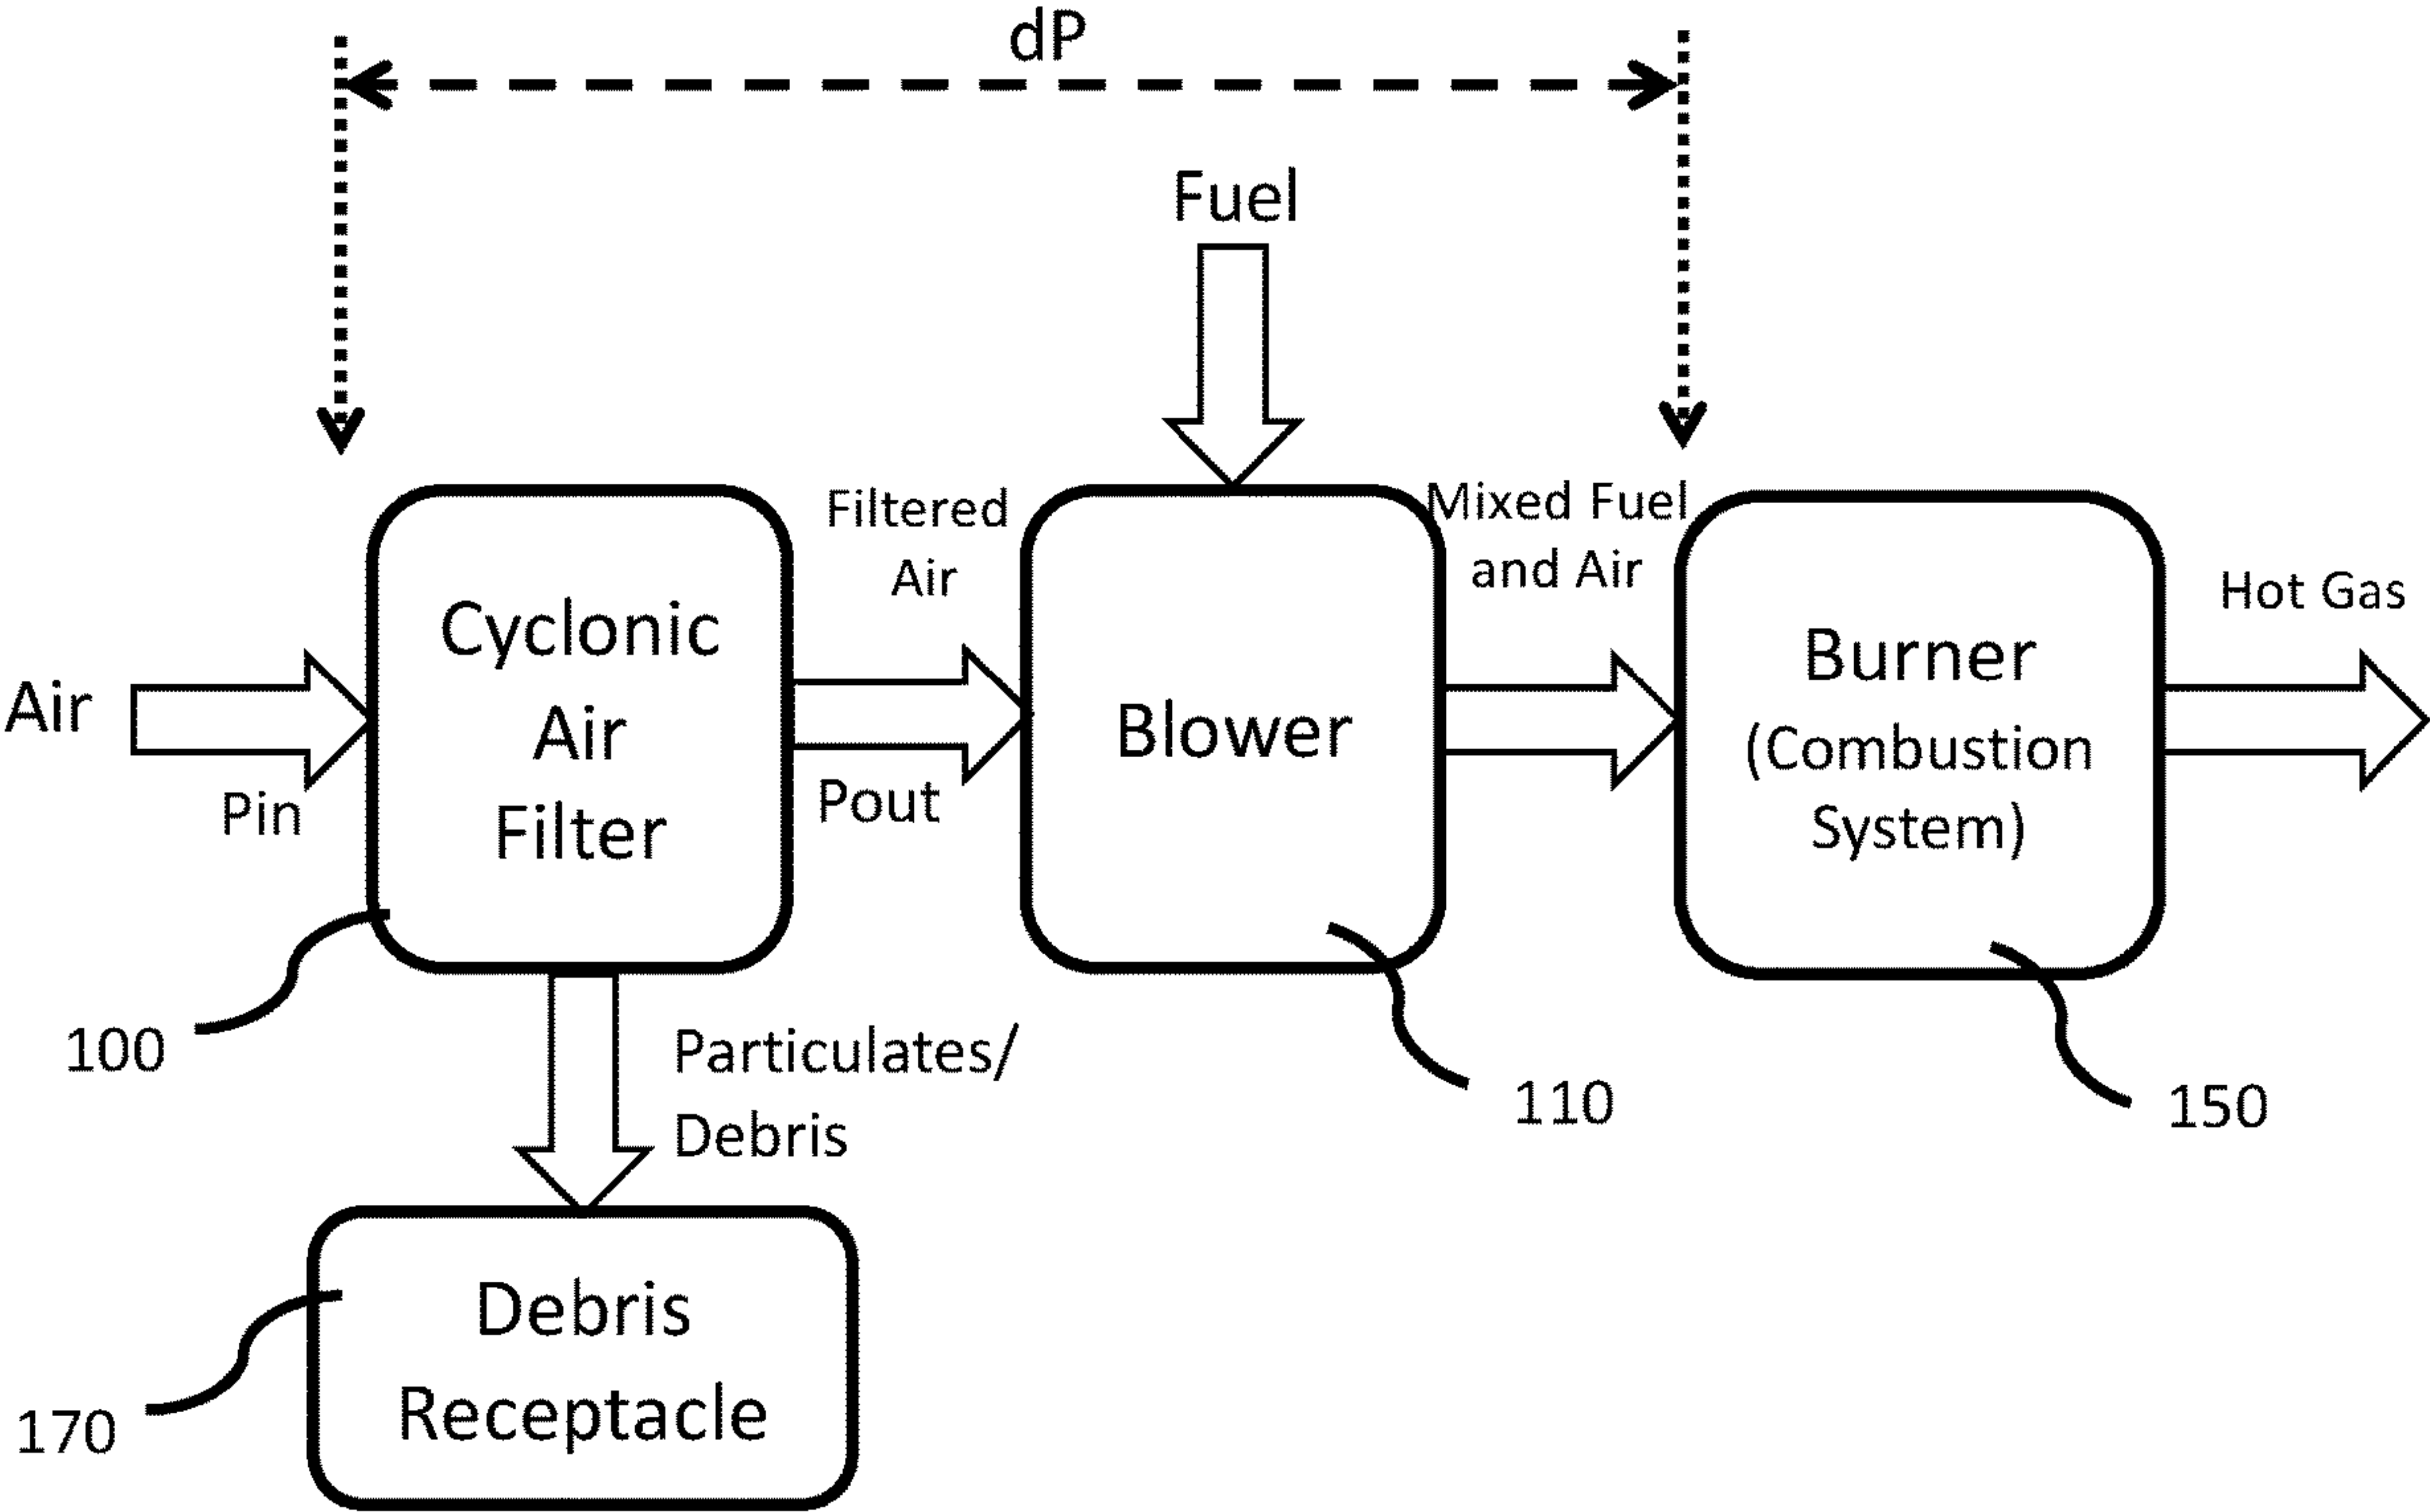 dP
Fuel
Filtered
Air
Mixed Fuel
and Air
Hot Gas
Air
Pin
Cyclonic
Air
Filter
Pout
Blower
Burner
(Combustion
System)
100
Particulates/
Debris
110
150
Debris
Receptacle
170